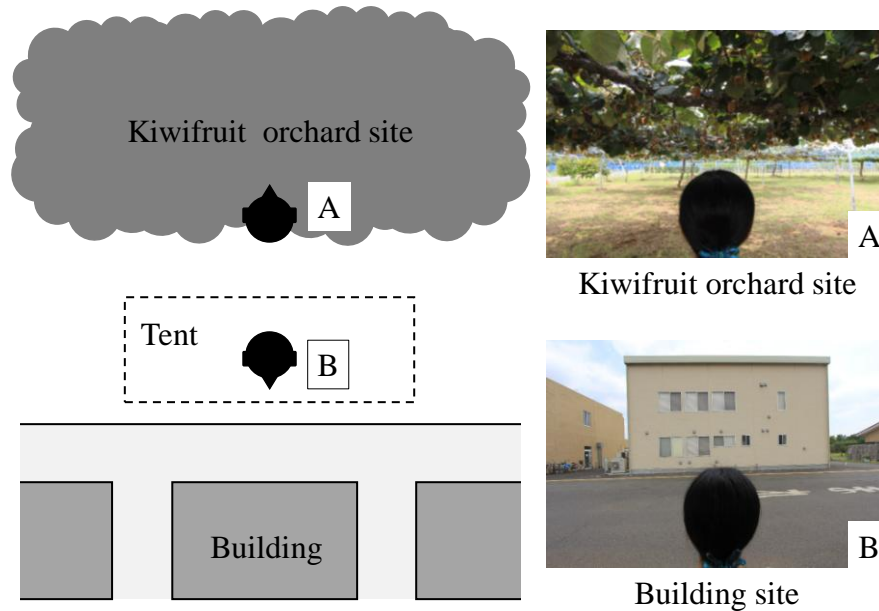 Kiwifruit orchard site
A
Tent
B
Building
A
Kiwifruit orchard site
B
Building site